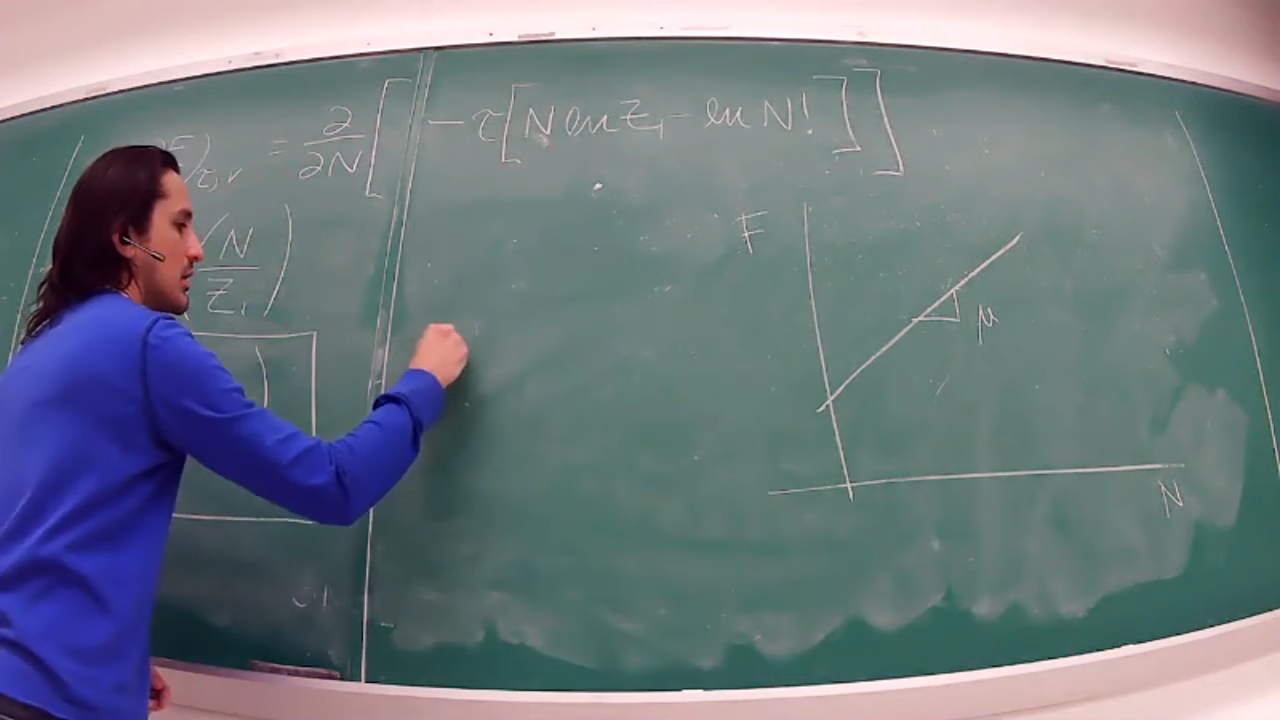 F)τ,V = ∂/∂N [ -τ[N ln Z₁ - ln N!] ]
(N/Z₁)
F
μ
N